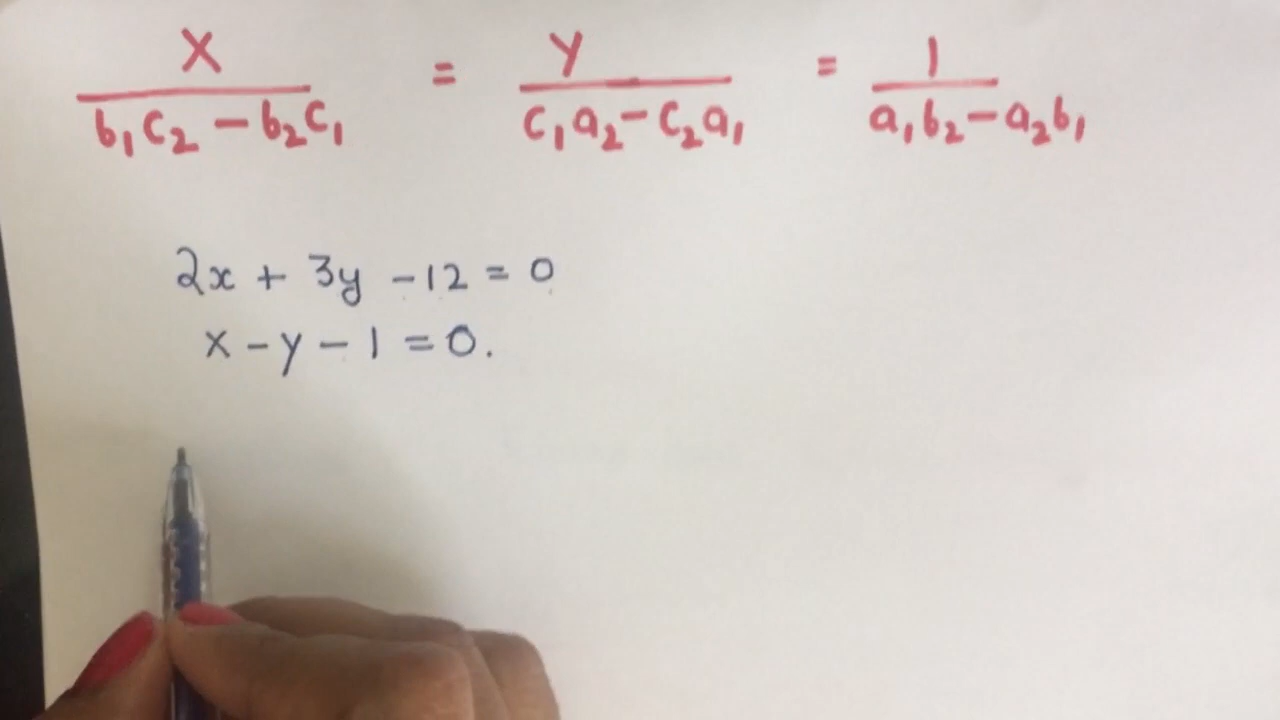 x/(b₁c₂ - b₂c₁) = y/(c₁a₂ - c₂a₁) = 1/(a₁b₂ - a₂b₁)
2x + 3y - 12 = 0
x - y - 1 = 0.